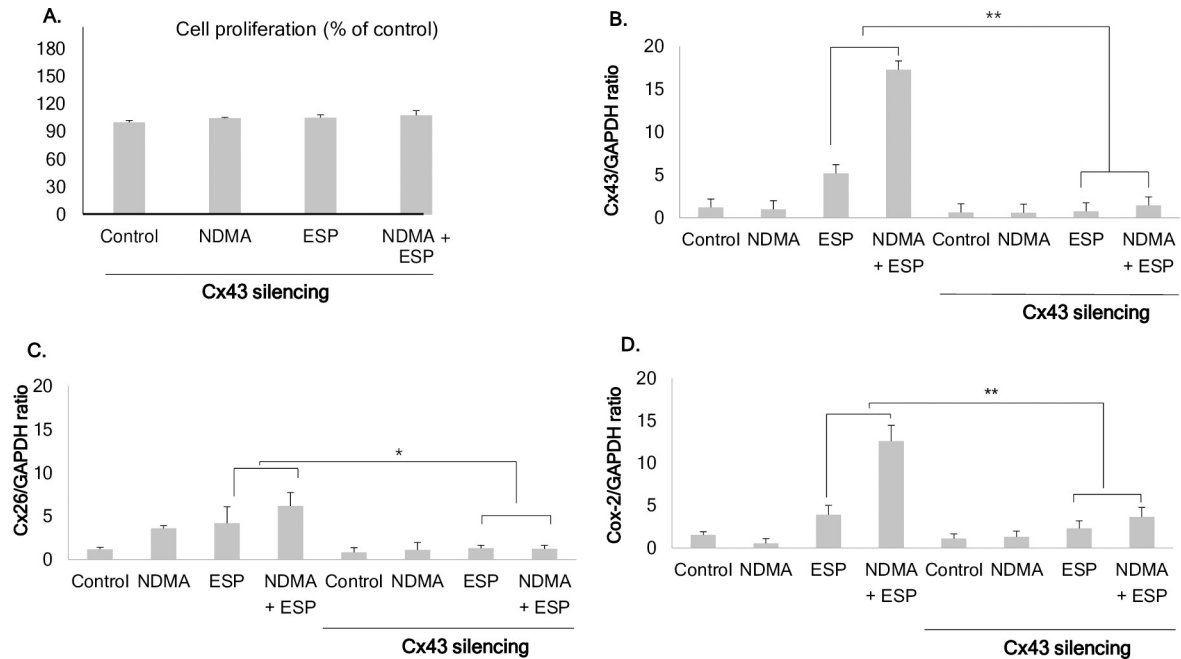 A.
Cell proliferation (% of control)
180
150
120
90
60
30
0
Control NDMA ESP NDMA +
ESP
Cx43 silencing
B.
**
Cx43/GAPDH ratio
20
15
10
5
0
Control NDMA ESP NDMA Control NDMA ESP NDMA
+ ESP + ESP
Cx43 silencing
C.
*
Cx26/GAPDH ratio
20
15
10
5
0
Control NDMA ESP NDMA Control NDMA ESP NDMA
+ ESP + ESP
Cx43 silencing
D.
**
Cox-2/GAPDH ratio
20
15
10
5
0
Control NDMA ESP NDMA Control NDMA ESP NDMA
+ ESP + ESP
Cx43 silencing